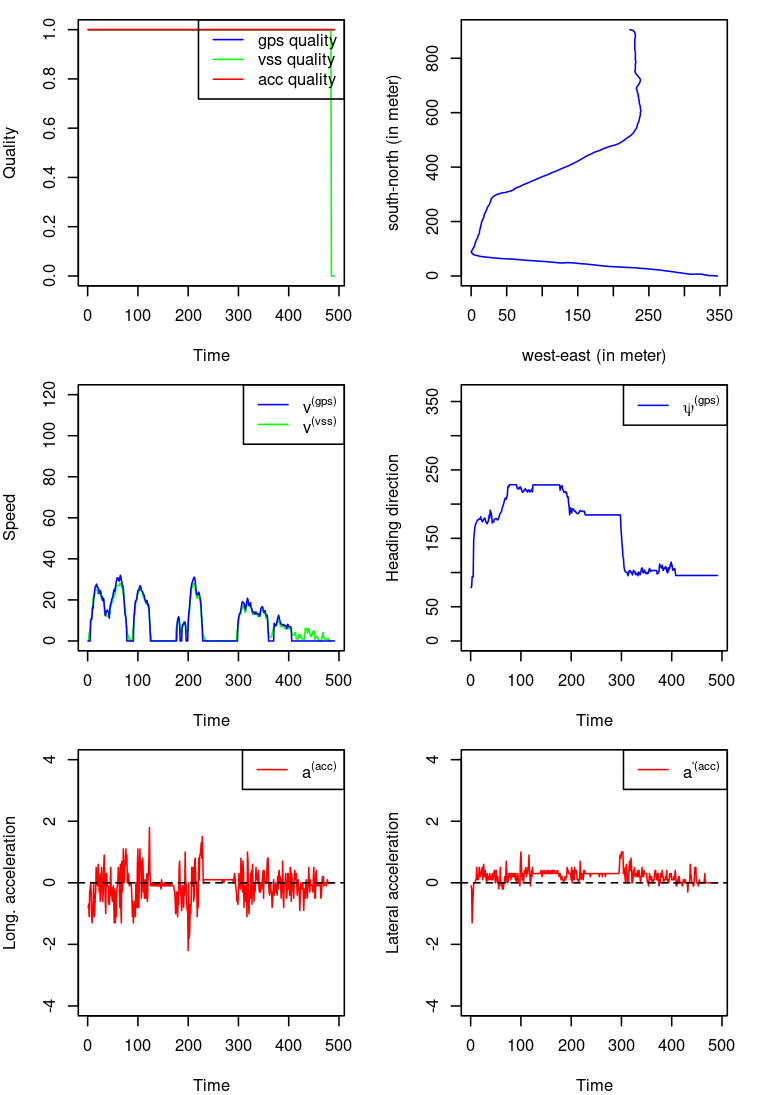 gps quality
vss quality
acc quality
Quality
0.0 0.2 0.4 0.6 0.8 1.0
0 100 200 300 400 500
Time
south-north (in meter)
0 200 400 600 800
0 50 150 250 350
west-east (in meter)
v(gps)
v(vss)
Speed
0 20 40 60 80 100 120
0 100 200 300 400 500
Time
ψ(gps)
Heading direction
0 50 150 250 350
0 100 200 300 400 500
Time
a(acc)
Long. acceleration
-4 -2 0 2 4
0 100 200 300 400 500
Time
a'(acc)
Lateral acceleration
-4 -2 0 2 4
0 100 200 300 400 500
Time